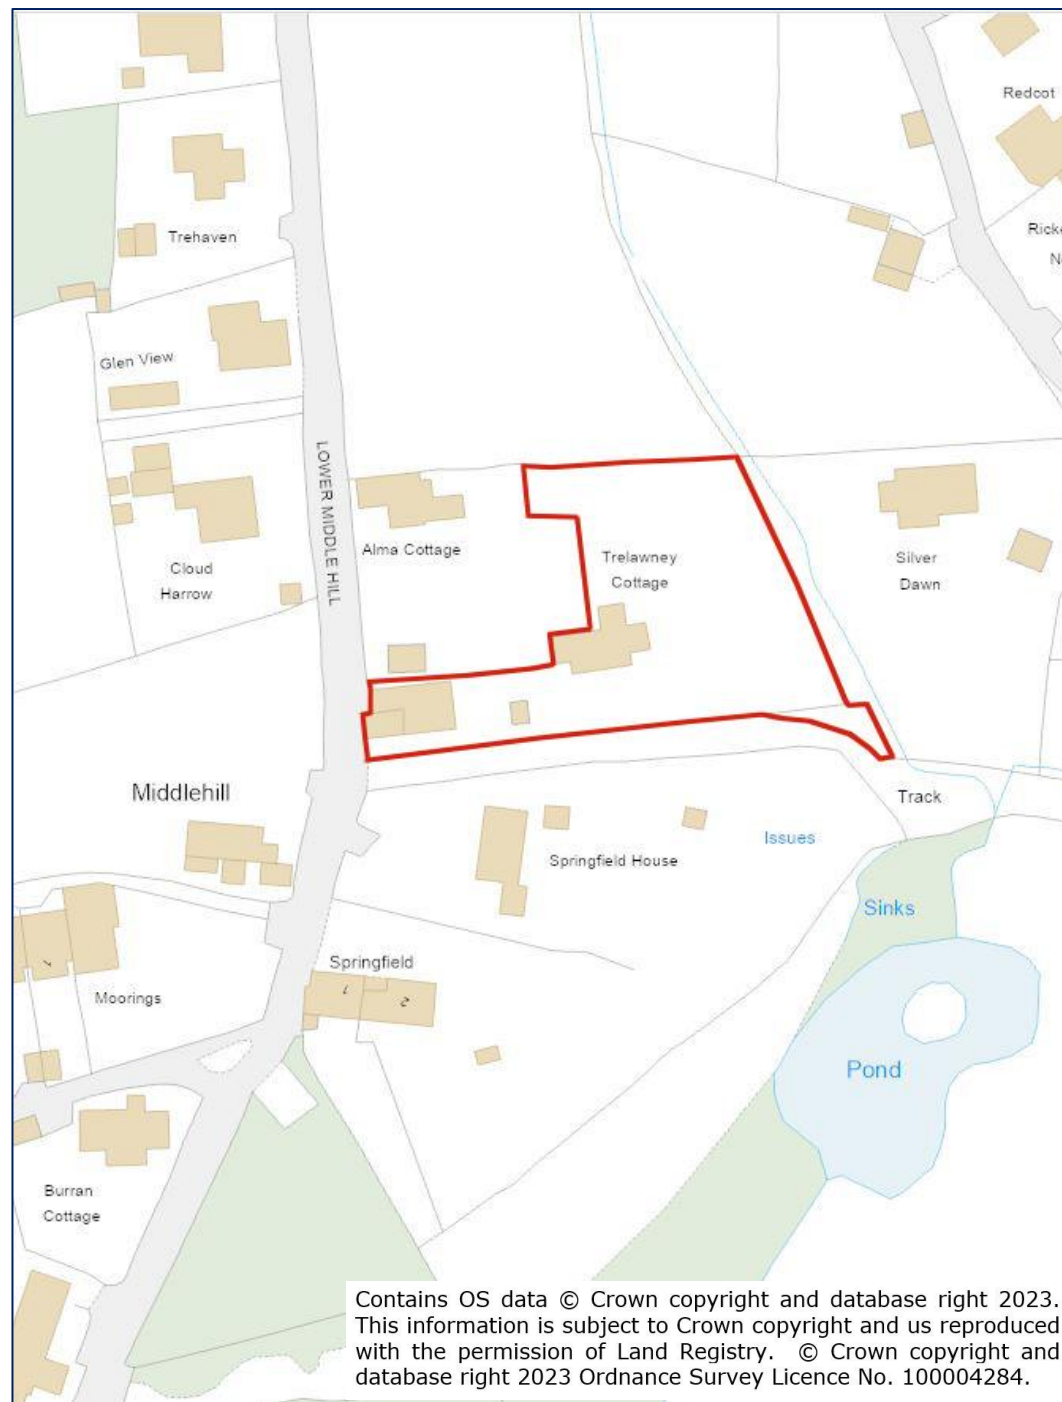 Redcot
Trehaven
Glen View
LOWER MIDDLE HILL
Alma Cottage
Trelawney
Cottage
Silver
Dawn
Cloud
Harrow
Middlehill
Track
Issues
Springfield House
Sinks
Springfield
1
2
1
Moorings
Pond
Burran
Cottage
Contains OS data © Crown copyright and database right 2023.
This information is subject to Crown copyright and us reproduced
with the permission of Land Registry. © Crown copyright and
database right 2023 Ordnance Survey Licence No. 100004284.